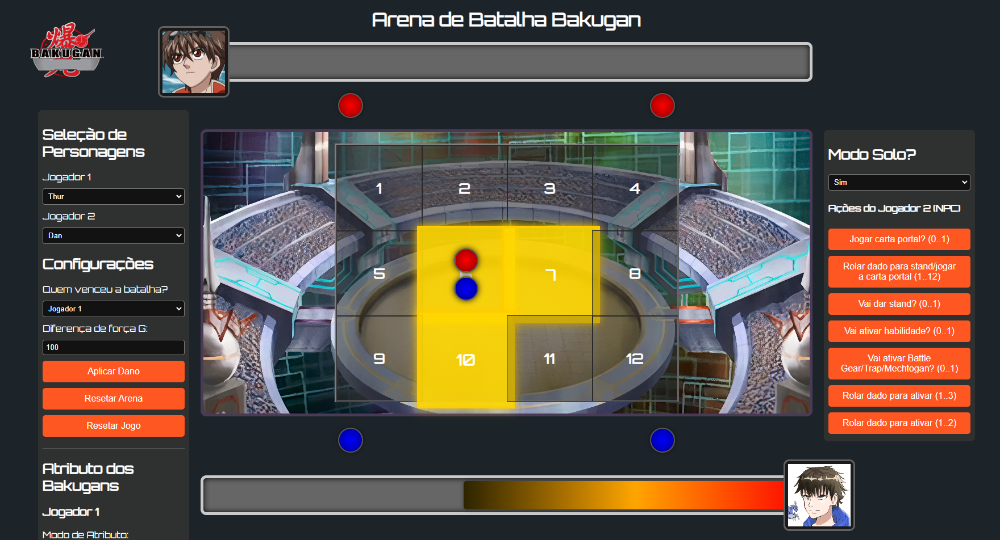 Arena de Batalha Bakugan
爆
BAKUGAN
Seleção de
Personagens
Jogador 1
Thur
Jogador 2
Dan
Configurações
Quem venceu a batalha?
Jogador 1
Diferença de força G:
100
Aplicar Dano
Resetar Arena
Resetar Jogo
Atributo dos
Bakugans
Jogador 1
Modo de Atributo:
1 2 3 4
5 7 8
9 10 11 12
Modo Solo?
Sim
Ações do Jogador 2 (NPC)
Jogar carta portal? (0..1)
Rolar dado para stand/jogar
a carta portal (1..12)
Vai dar stand? (0..1)
Vai ativar habilidade? (0..1)
Vai ativar Battle
Gear/Trap/Mechtogan? (0..1)
Rolar dado para ativar (1..3)
Rolar dado para ativar (1..2)